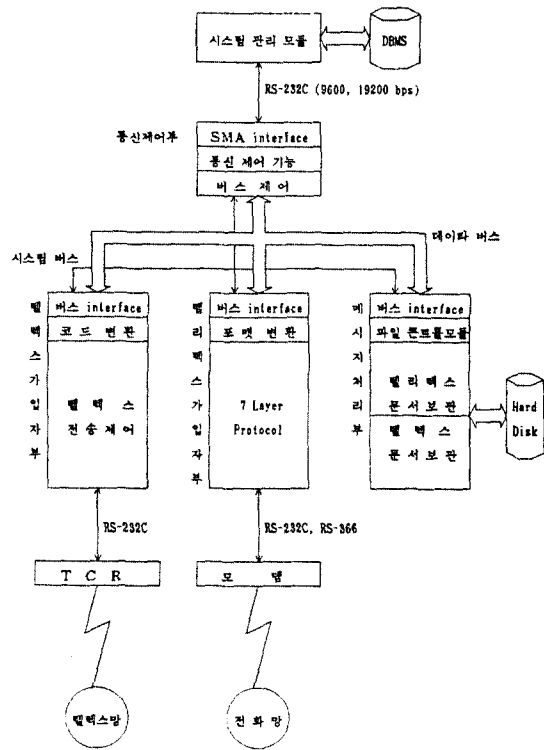 시스템 관리 모듈
DBMS
RS-232C (9600, 19200 bps)
통신제어부
SMA interface
통신 제어 기능
버스 제어
데이타 버스
시스템 버스
텔렉스가입자부
버스 interface
코드 변환
텔렉스
전송제어
텔리텍스가입자부
버스 interface
포맷 변환
7 Layer
Protocol
메시지처리부
버스 interface
파일 콘트롤모듈
텔리텍스
문서보관
텔렉스
문서보관
Hard
Disk
RS-232C
RS-232C, RS-366
T C R
모 뎀
텔렉스망
전화망